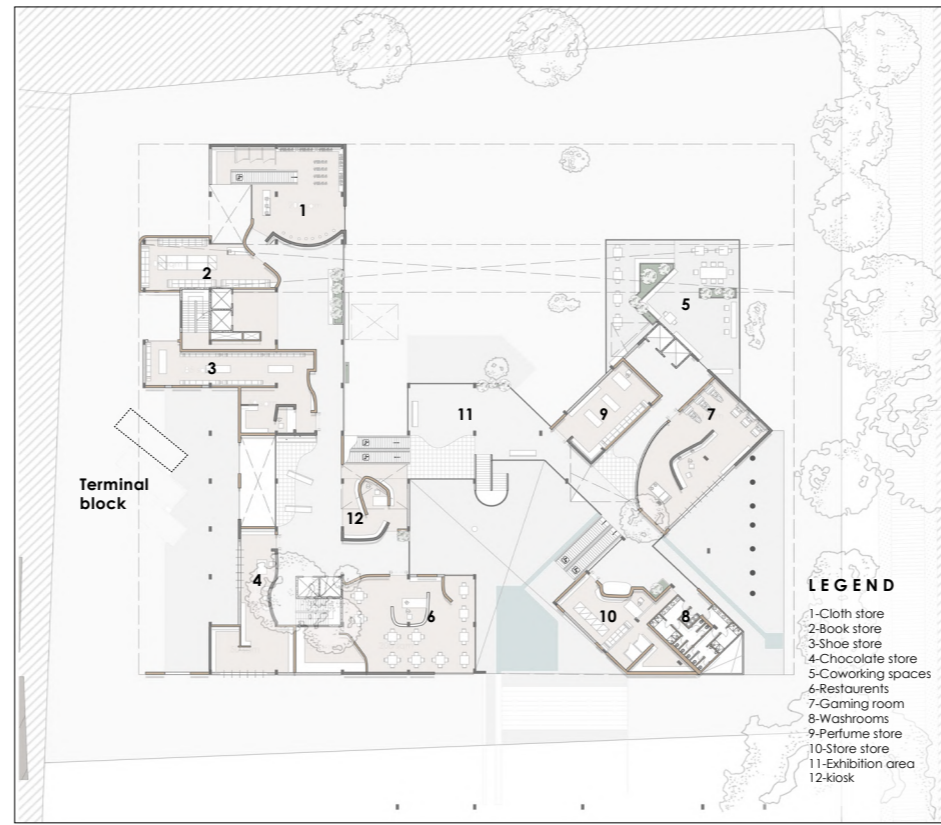 1
2
3
5
9
7
11
Terminal
block
12
4
6
10
8
LEGEND
1-Cloth store
2-Book store
3-Shoe store
4-Chocolate store
5-Coworking spaces
6-Restaurents
7-Gaming room
8-Washrooms
9-Perfume store
10-Store store
11-Exhibition area
12-kiosk